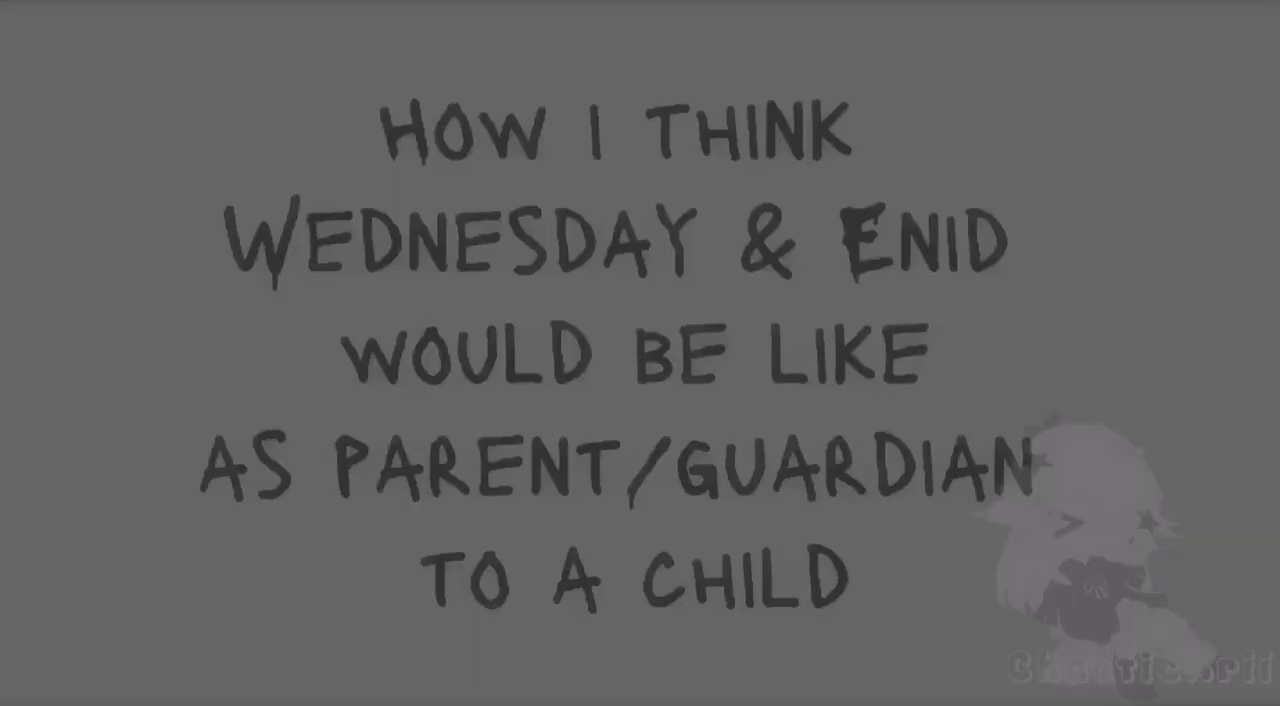 HOW I THINK
WEDNESDAY & ENID
WOULD BE LIKE
AS PARENT/GUARDIAN
TO A CHILD